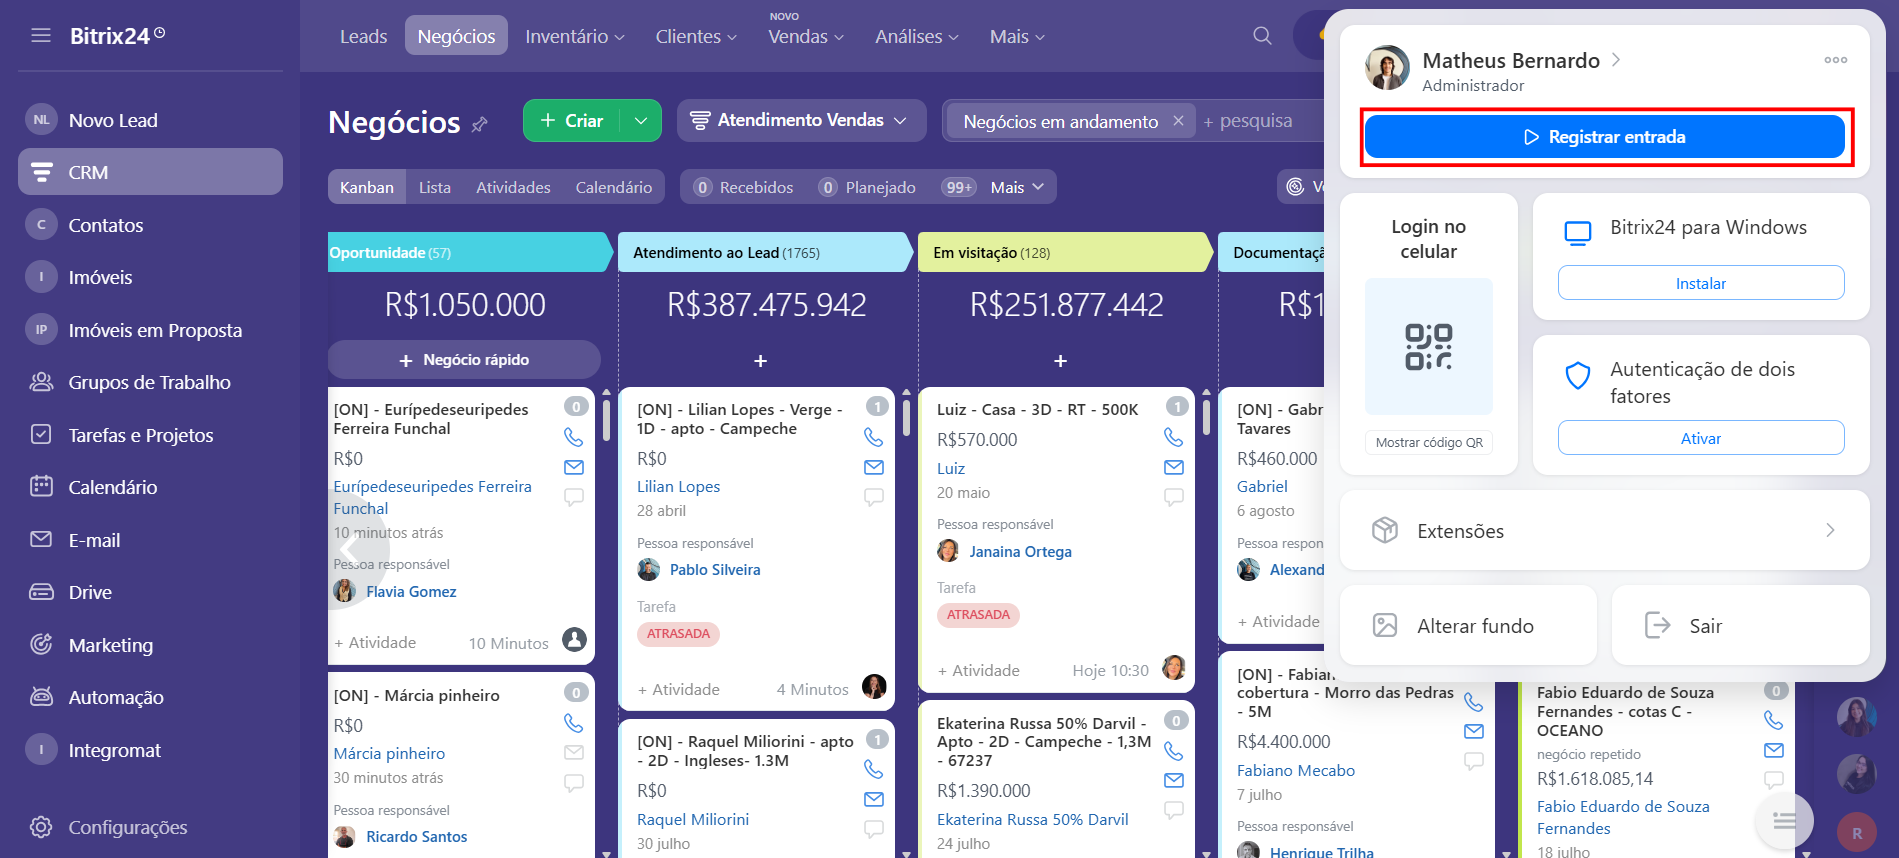 Bitrix24
Novo Lead
NL
CRM
C
Contatos
I
Imóveis
IP
Imóveis em Proposta
Grupos de Trabalho
Tarefas e Projetos
Calendário
E-mail
Drive
Marketing
Automação
I
Integromat
Configurações
Leads
Negócios
Inventário
Clientes
NOVO
Vendas
Análises
Mais
Negócios
+ Criar
Atendimento Vendas
Negócios em andamento
+ pesquisa
Kanban
Lista
Atividades
Calendário
0 Recebidos
0 Planejado
99+ Mais
Oportunidade (57)
R$1.050.000
+ Negócio rápido
[ON] - Eurípedeseuripedes
Ferreira Funchal
0
R$0
Eurípedeseuripedes Ferreira
Funchal
10 minutos atrás
Pessoa responsável
Flavia Gomez
+ Atividade
10 Minutos
[ON] - Márcia pinheiro
0
R$0
Márcia pinheiro
30 minutos atrás
Pessoa responsável
Ricardo Santos
Atendimento ao Lead (1765)
R$387.475.942
+
[ON] - Lilian Lopes - Verge -
1D - apto - Campeche
1
R$0
Lilian Lopes
28 abril
Pessoa responsável
Pablo Silveira
Tarefa
ATRASADA
+ Atividade
4 Minutos
[ON] - Raquel Miliorini - apto
- 2D - Ingleses- 1.3M
1
R$0
Raquel Miliorini
30 julho
Em visitação (128)
R$251.877.442
+
Luiz - Casa - 3D - RT - 500K
1
R$570.000
Luiz
20 maio
Pessoa responsável
Janaina Ortega
Tarefa
ATRASADA
+ Atividade
Hoje 10:30
Ekaterina Russa 50% Darvil -
Apto - 2D - Campeche - 1,3M
- 67237
0
R$1.390.000
Ekaterina Russa 50% Darvil
24 julho
Documentaçã
R$1
[ON] - Gabr
Tavares
R$460.000
Gabriel
6 agosto
Pessoa respon
Alexand
+ Atividade
[ON] - Fabian
cobertura - Morro das Pedras
- 5M
R$4.400.000
Fabiano Mecabo
7 julho
Pessoa responsável
Henrique Trilha
Fabio Eduardo de Souza
Fernandes - cotas C -
OCEANO
0
negócio repetido
R$1.618.085,14
Fabio Eduardo de Souza
Fernandes
18 julho
R
Matheus Bernardo
Administrador
Registrar entrada
Login no
celular
Mostrar código QR
Bitrix24 para Windows
Instalar
Autenticação de dois
fatores
Ativar
Extensões
Alterar fundo
Sair